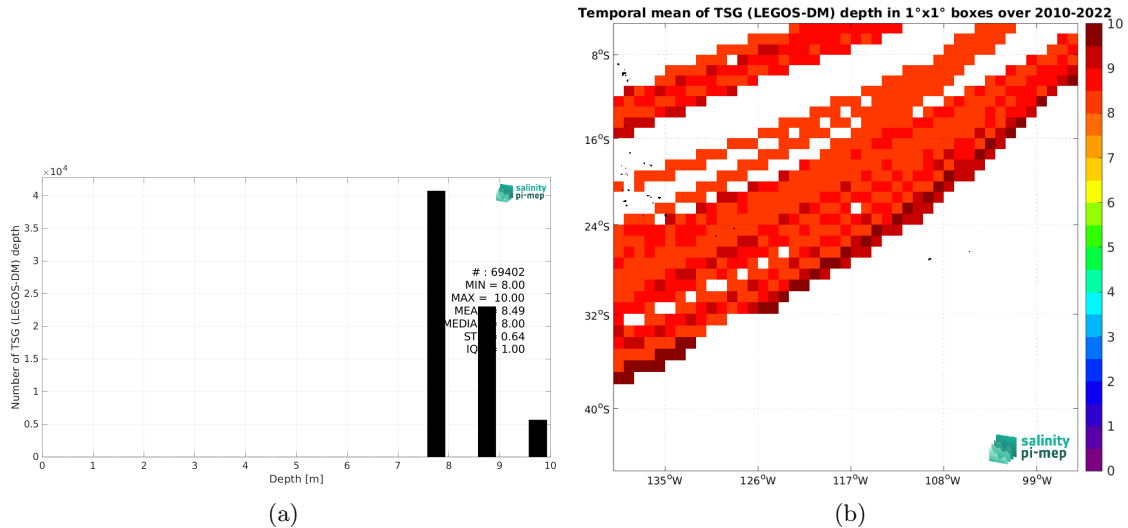 ×10⁴
4
3.5
3
2.5
2
1.5
1
0.5
0
Number of TSG (LEGOS-DM) depth
salinity
pi-mep
# : 69402
MIN = 8.00
MAX = 10.00
MEA = 8.49
MEDIA = 8.00
ST = 0.64
IQ = 1.00
0 1 2 3 4 5 6 7 8 9 10
Depth [m]
(a)
Temporal mean of TSG (LEGOS-DM) depth in 1°x1° boxes over 2010-2022
8°S
16°S
24°S
32°S
40°S
135°W 126°W 117°W 108°W 99°W
salinity
pi-mep
10
9
8
7
6
5
4
3
2
1
0
(b)